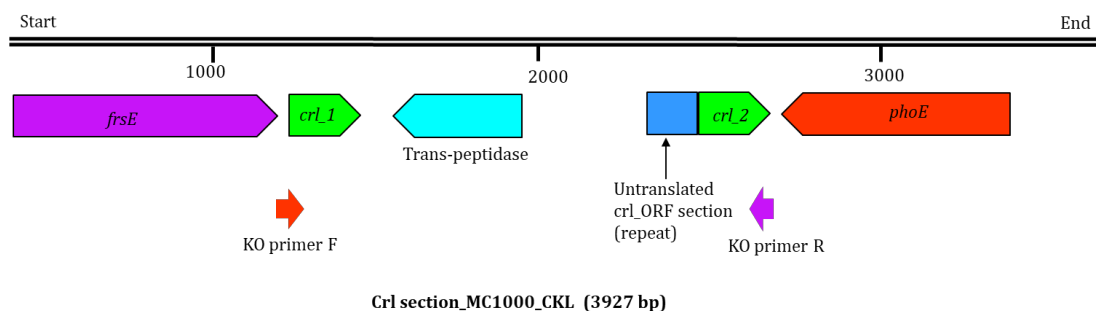 Start
End
1000
2000
3000
frsE
crl_1
crl_2
phoE
Trans-peptidase
Untranslated
crl_ORF section
(repeat)
KO primer F
KO primer R
Crl section_MC1000_CKL (3927 bp)